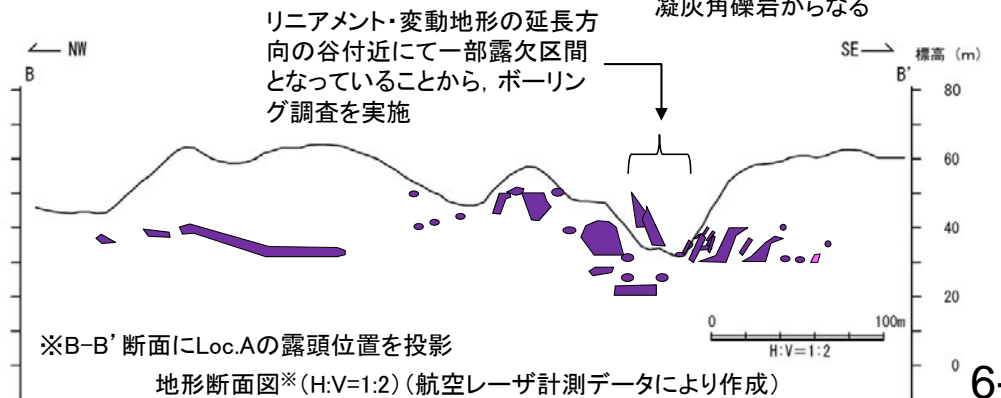 凝灰角礫岩からなる
リニアメント・変動地形の延長方
向の谷付近にて一部露欠区間
となっていることから，ボーリン
グ調査を実施
NW
SE
標高（m）
B
B'
80
60
40
20
0
0
100m
H:V=1:2
※B-B'断面にLoc.Aの露頭位置を投影
地形断面図※(H:V=1:2)(航空レーザ計測データにより作成)
6-